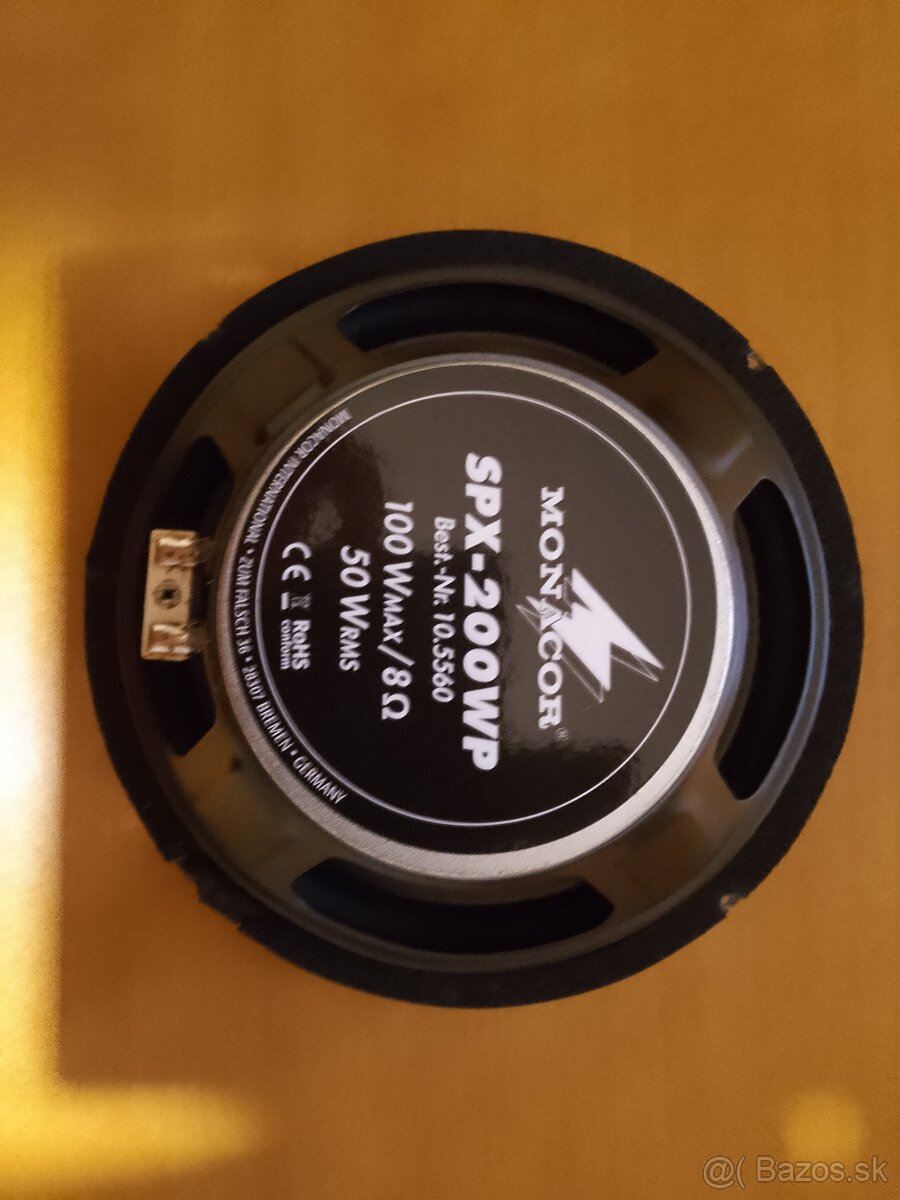 MONACOR®
SPX-200WP
Best.-Nr. 10.5560
100 WMAX/8Ω
50 WRMS
CE RoHS
conform
MONACOR INTERNATIONAL • ZUM FALSCH 36 • 28307 BREMEN • GERMANY
@( Bazos.sk